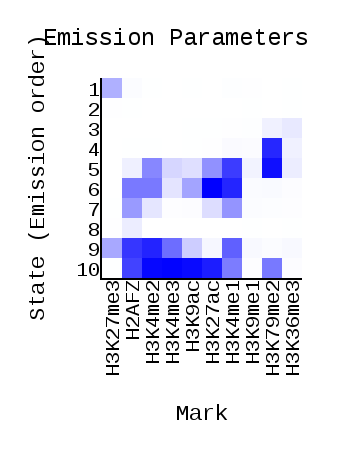 Emission Parameters
State (Emission order)
1
2
3
4
5
6
7
8
9
10
H3K27me3
H2AFZ
H3K4me2
H3K4me3
H3K9ac
H3K27ac
H3K4me1
H3K9me1
H3K79me2
H3K36me3
Mark